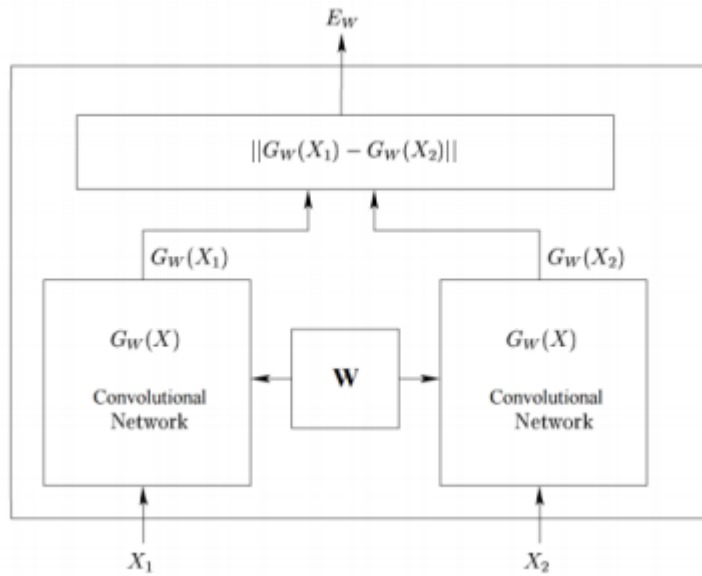 E_W
||G_W(X_1) − G_W(X_2)||
G_W(X_1)
G_W(X_2)
G_W(X)
Convolutional
Network
W
G_W(X)
Convolutional
Network
X_1
X_2